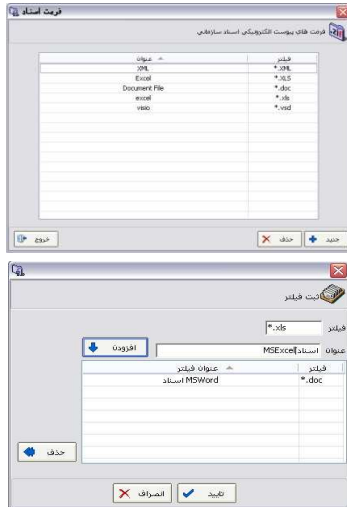 فرمت اسناد
فرمت های پیوست الکترونیکی اسناد سازمانی
فیلتر عنوان
*.XML XML
*.XLS Excel
*.doc Document File
*.xls excel
*.vsd visio
جدید حذف خروج
ثبت فیلتر
فیلتر *.xls
عنوان اسناد MSExcel افزودن
فیلتر عنوان فیلتر
*.doc اسناد MSWord
حذف
تایید انصراف